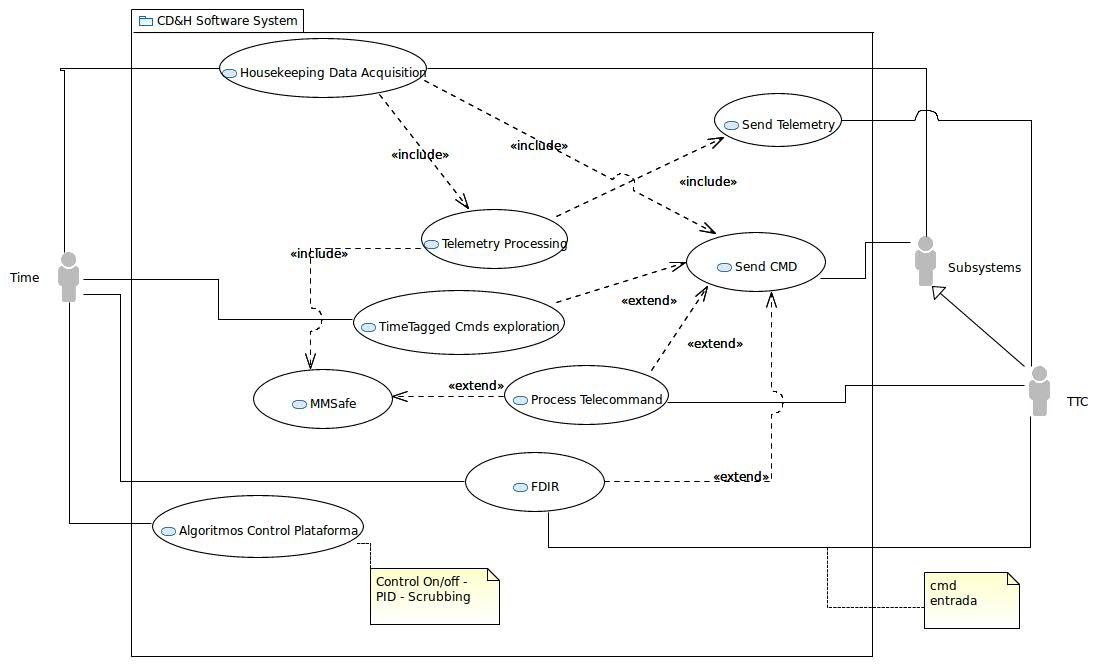 CD&H Software System
Housekeeping Data Acquisition
Send Telemetry
«include»
«include»
«include»
Telemetry Processing
«include»
Send CMD
Time
Subsystems
«extend»
TimeTagged Cmds exploration
«extend»
«extend»
MMSafe
Process Telecommand
TTC
«extend»
FDIR
Algoritmos Control Plataforma
Control On/off -
PID - Scrubbing
cmd
entrada